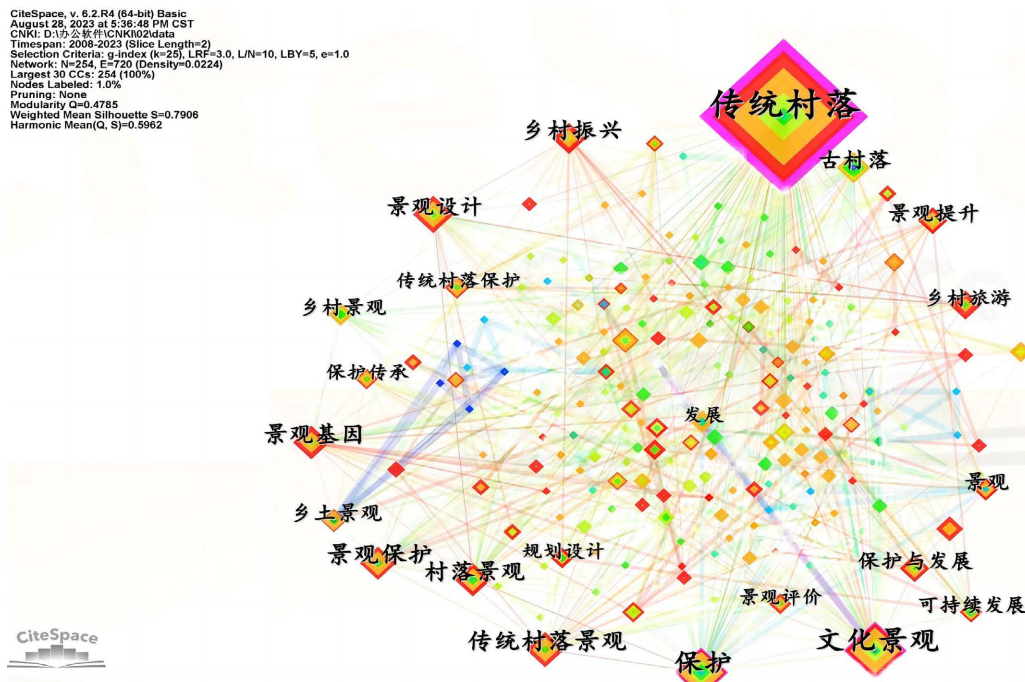 CiteSpace, v. 6.2.R4 (64-bit) Basic
August 28, 2023 at 5:36:48 PM CST
CNKI: D:\办公软件\CNKI\02\data
Timespan: 2008-2023 (Slice Length=2)
Selection Criteria: g-index (k=25), LRF=3.0, L/N=10, LBY=5, e=1.0
Network: N=254, E=720 (Density=0.0224)
Largest 30 CCs: 254 (100%)
Nodes Labeled: 1.0%
Pruning: None
Modularity Q=0.4785
Weighted Mean Silhouette S=0.7906
Harmonic Mean(Q, S)=0.5962
传统村落
乡村振兴
古村落
景观设计
景观提升
传统村落保护
乡村旅游
乡村景观
保护传承
发展
景观基因
景观
乡土景观
景观保护
规划设计
保护与发展
村落景观
景观评价
可持续发展
传统村落景观
文化景观
保护
CiteSpace